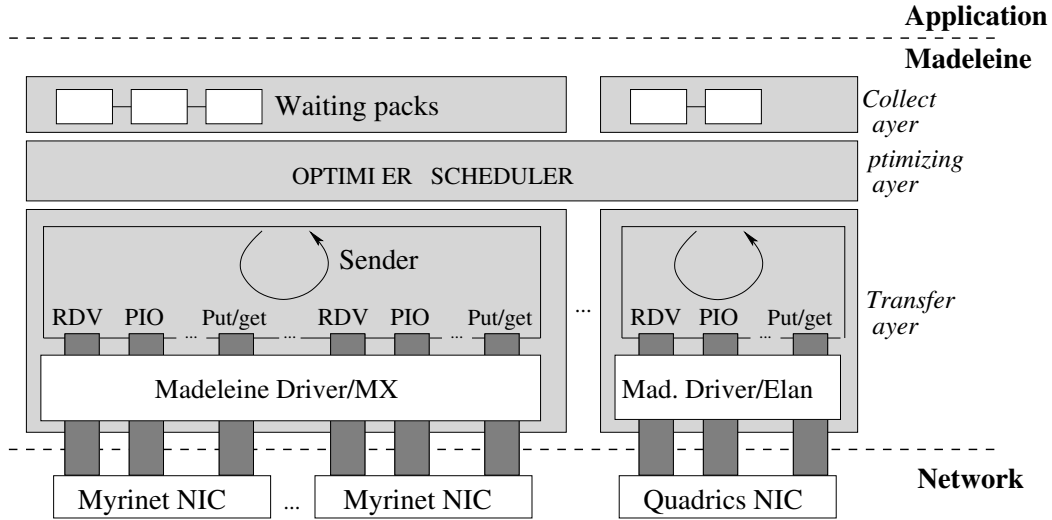 Application
Madeleine
Waiting packs
Collect
ayer
OPTIMI ER SCHEDULER
ptimizing
ayer
Sender
RDV PIO ... Put/get ... RDV PIO ... Put/get
...
RDV PIO ... Put/get
Transfer
ayer
Madeleine Driver/MX
Mad. Driver/Elan
Network
Myrinet NIC ... Myrinet NIC
Quadrics NIC